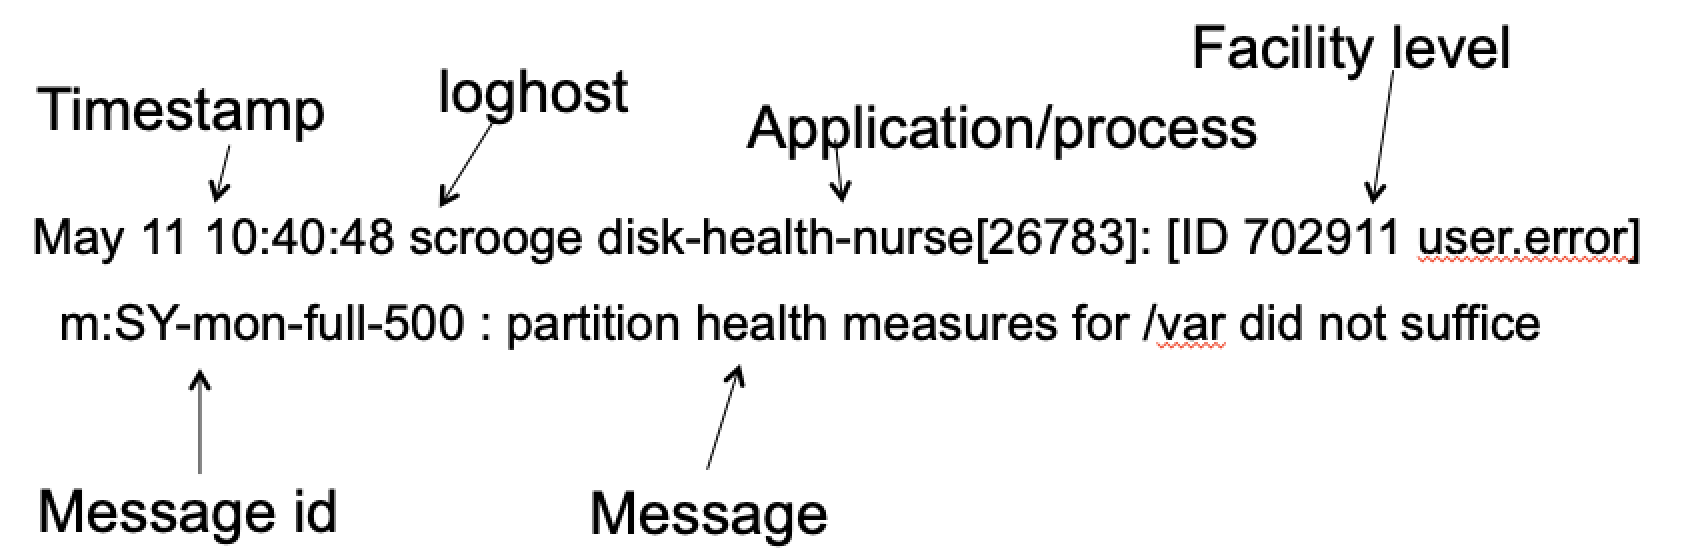 Facility level
Timestamp
loghost
Application/process
May 11 10:40:48 scrooge disk-health-nurse[26783]: [ID 702911 user.error]
m:SY-mon-full-500 : partition health measures for /var did not suffice
Message id
Message